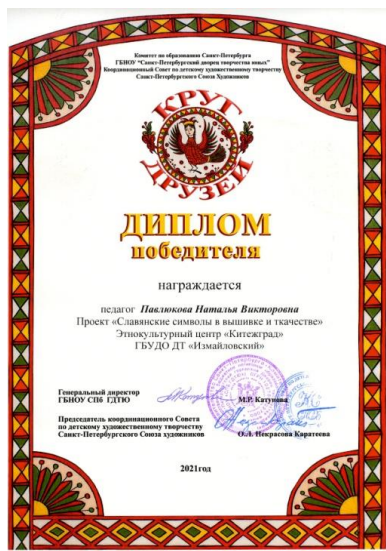 Комитет по образования Санкт-Петербурга
ГБНОУ "Санкт-Петербургский дворец творчества юных"
Координационный Совет по детскому художественному творчеству
Санкт-Петербургского Союза Художников
КРУГ
ДРУЗЕЙ
ДИПЛОМ
победителя
награждается
педагог Павлюкова Наталья Викторовна
Проект «Славянские символы в вышивке и ткачестве»
Этнокультурный центр «Китежград»
ГБУДО ДТ «Измайловский»
Генеральный директор
ГБНОУ СПб ГДТЮ М.Р. Катунова
Председатель координационного Совета
по детскому художественному творчеству
Санкт-Петербургского Союза художников О.Л. Некрасова Каратеева
2021год